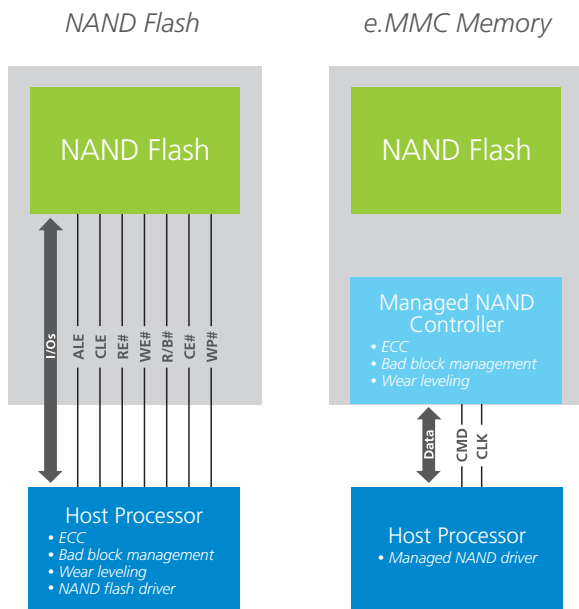 NAND Flash
NAND Flash
I/Os
ALE
CLE
RE#
WE#
R/B#
CE#
WP#
Host Processor
• ECC
• Bad block management
• Wear leveling
• NAND flash driver
e.MMC Memory
NAND Flash
Managed NAND
Controller
• ECC
• Bad block management
• Wear leveling
Data
CMD
CLK
Host Processor
• Managed NAND driver